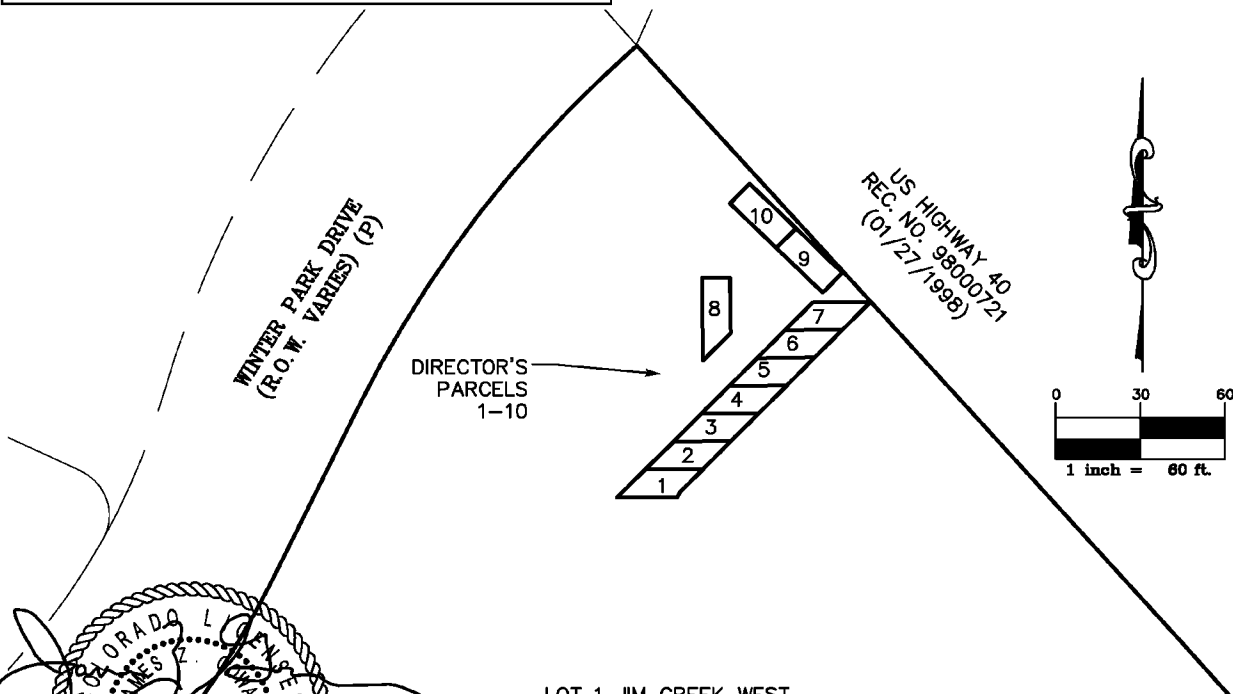 WINTER PARK DRIVE
(R.O.W. VARIES) (P)
US HIGHWAY 40
REC. NO. 98000721
(01/27/1998)
10
9
8
7
6
5
4
3
2
1
DIRECTOR'S
PARCELS
1-10
0 30 60
1 inch = 60 ft.
LOT 1 JIM CREEK WEST